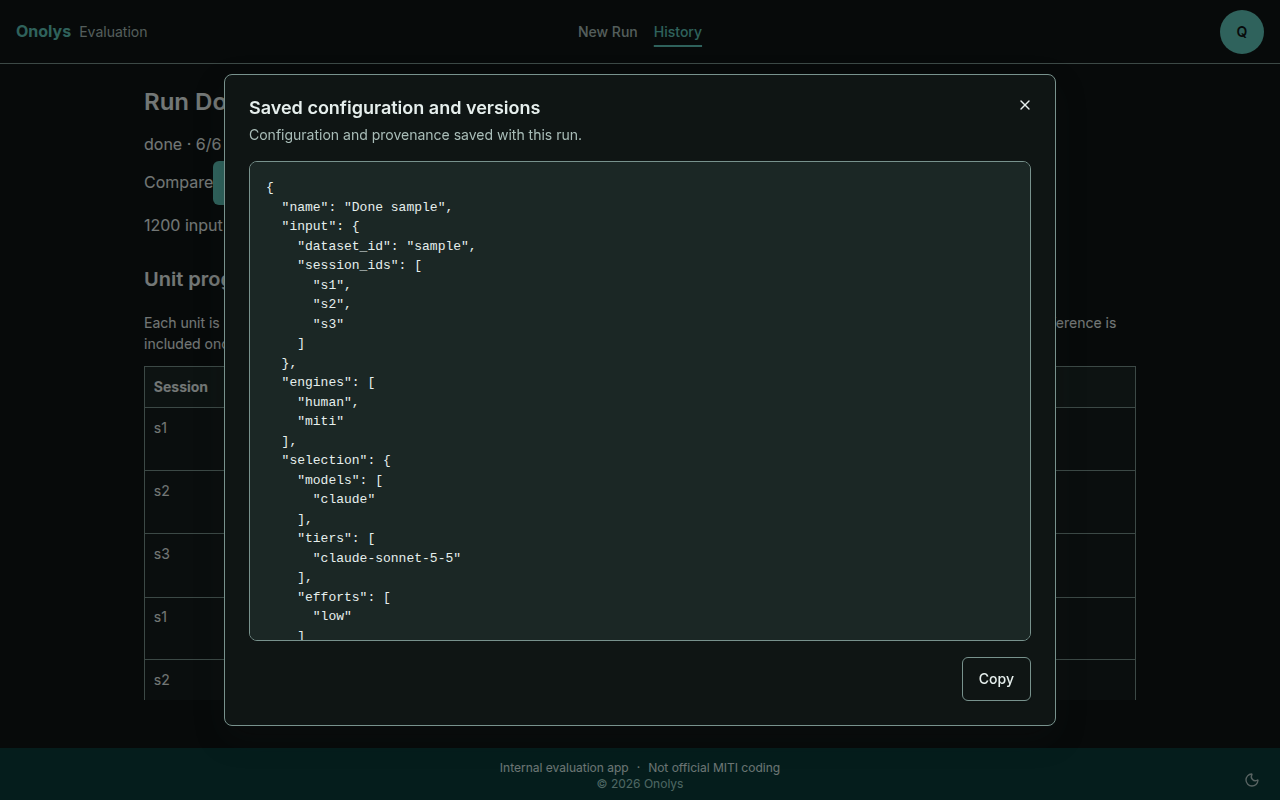 Onolys Evaluation
New Run
History
Q
Run Do
done · 6/6
Compare
1200 input
Unit prog
Each unit is
erence is
included onc
Session
s1
s2
s3
s1
s2
Saved configuration and versions
Configuration and provenance saved with this run.
{
  "name": "Done sample",
  "input": {
    "dataset_id": "sample",
    "session_ids": [
      "s1",
      "s2",
      "s3"
    ]
  },
  "engines": [
    "human",
    "miti"
  ],
  "selection": {
    "models": [
      "claude"
    ],
    "tiers": [
      "claude-sonnet-5-5"
    ],
    "efforts": [
      "low"
    ]
Copy
Internal evaluation app · Not official MITI coding
© 2026 Onolys